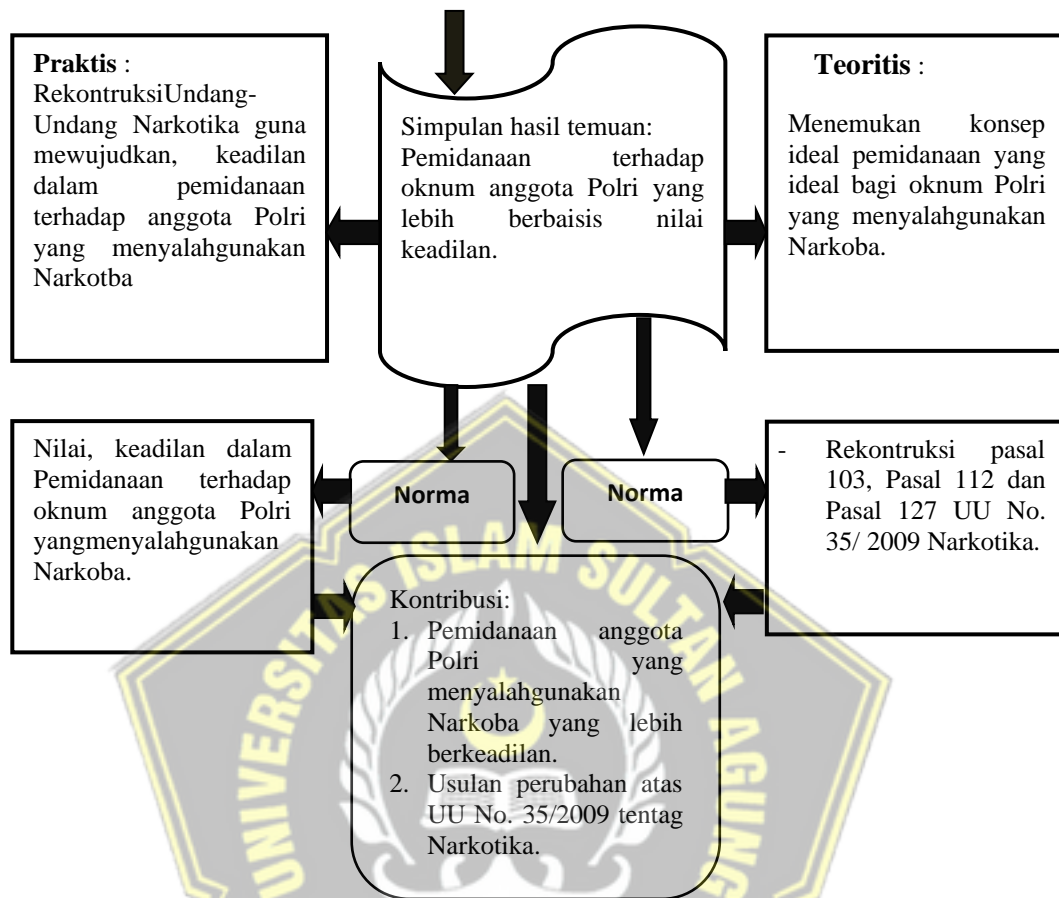 Praktis :
RekontruksiUndang-
Undang Narkotika guna
mewujudkan, keadilan
dalam pemidanaan
terhadap anggota Polri
yang menyalahgunakan
Narkotba
Simpulan hasil temuan:
Pemidanaan terhadap
oknum anggota Polri yang
lebih berbaisis nilai
keadilan.
Teoritis :
Menemukan konsep
ideal pemidanaan yang
ideal bagi oknum Polri
yang menyalahgunakan
Narkoba.
Nilai, keadilan dalam
Pemidanaan terhadap
oknum anggota Polri
yangmenyalahgunakan
Narkoba.
Norma
Norma
- Rekontruksi pasal
103, Pasal 112 dan
Pasal 127 UU No.
35/ 2009 Narkotika.
Kontribusi:
1. Pemidanaan anggota
Polri yang
menyalahgunakan
Narkoba yang lebih
berkeadilan.
2. Usulan perubahan atas
UU No. 35/2009 tentag
Narkotika.
UNIVERSITAS ISLAM SULTAN AGUNG